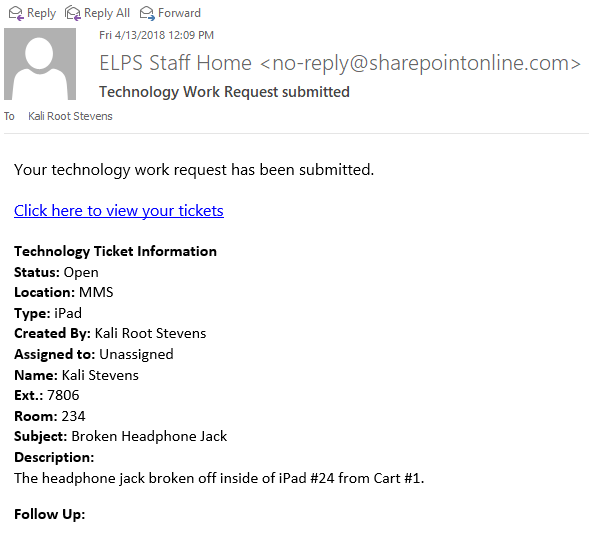 Reply Reply All Forward
Fri 4/13/2018 12:09 PM
ELPS Staff Home <no-reply@sharepointonline.com>
Technology Work Request submitted
To Kali Root Stevens
Your technology work request has been submitted.
Click here to view your tickets
Technology Ticket Information
Status: Open
Location: MMS
Type: iPad
Created By: Kali Root Stevens
Assigned to: Unassigned
Name: Kali Stevens
Ext.: 7806
Room: 234
Subject: Broken Headphone Jack
Description:
The headphone jack broken off inside of iPad #24 from Cart #1.
Follow Up: